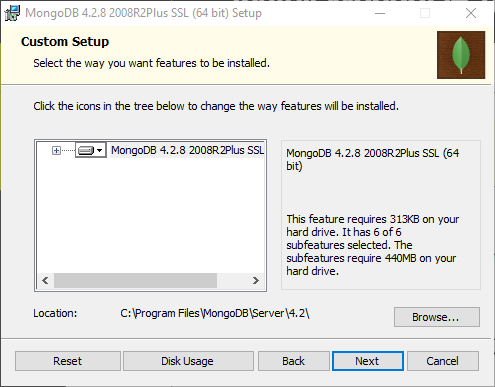 MongoDB 4.2.8 2008R2Plus SSL (64 bit) Setup
Custom Setup
Select the way you want features to be installed.
Click the icons in the tree below to change the way features will be installed.
MongoDB 4.2.8 2008R2Plus SSL
MongoDB 4.2.8 2008R2Plus SSL (64
bit)
This feature requires 313KB on your
hard drive. It has 6 of 6
subfeatures selected. The
subfeatures require 440MB on your
hard drive.
Location: C:\Program Files\MongoDB\Server\4.2\
Browse...
Reset Disk Usage Back Next Cancel